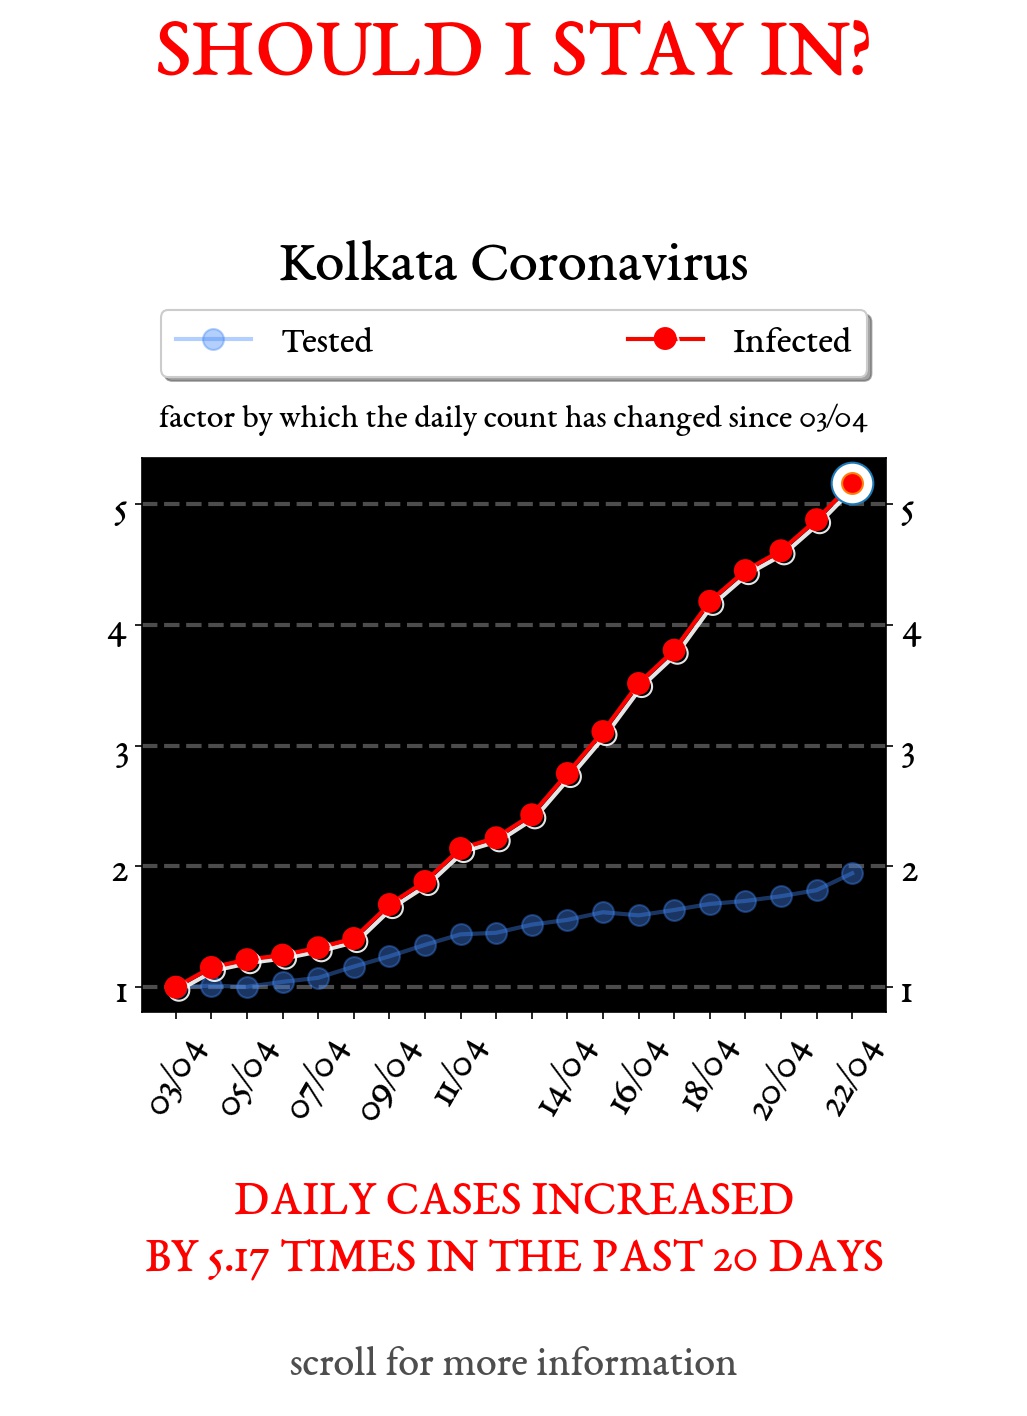 SHOULD I STAY IN?
Kolkata Coronavirus
Tested Infected
factor by which the daily count has changed since 03/04
5 5
4 4
3 3
2 2
1 1
03/04 05/04 07/04 09/04 11/04 14/04 16/04 18/04 20/04 22/04
DAILY CASES INCREASED
BY 5.17 TIMES IN THE PAST 20 DAYS
scroll for more information